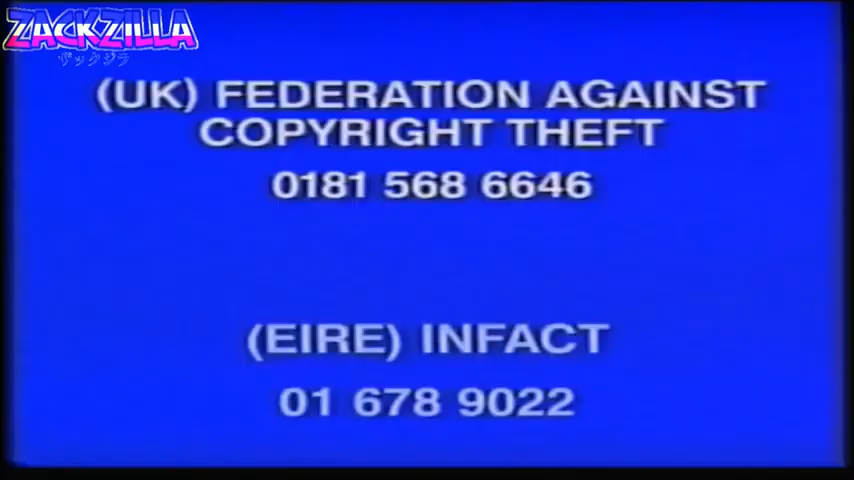 ZACKZILLA
ザックジラ
(UK) FEDERATION AGAINST
COPYRIGHT THEFT
0181 568 6646
(EIRE) INFACT
01 678 9022